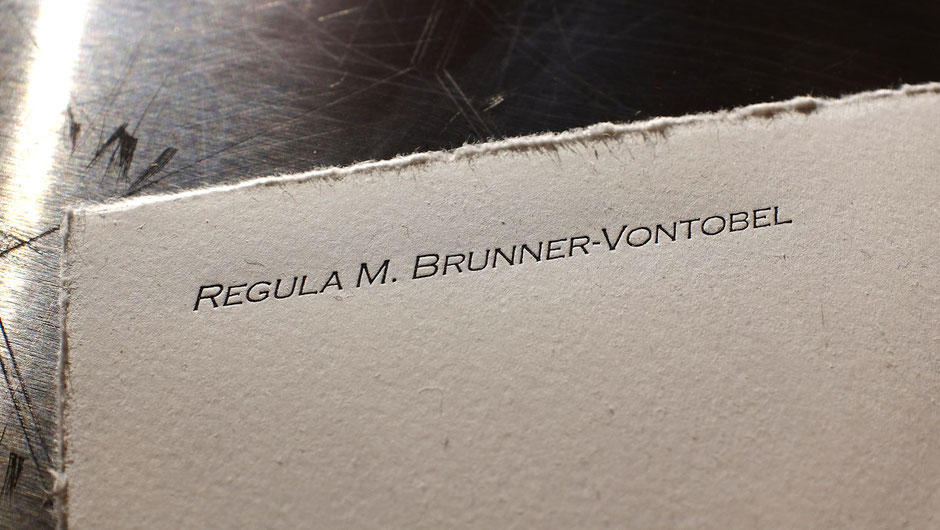 REGULA M. BRUNNER-VONTOBEL